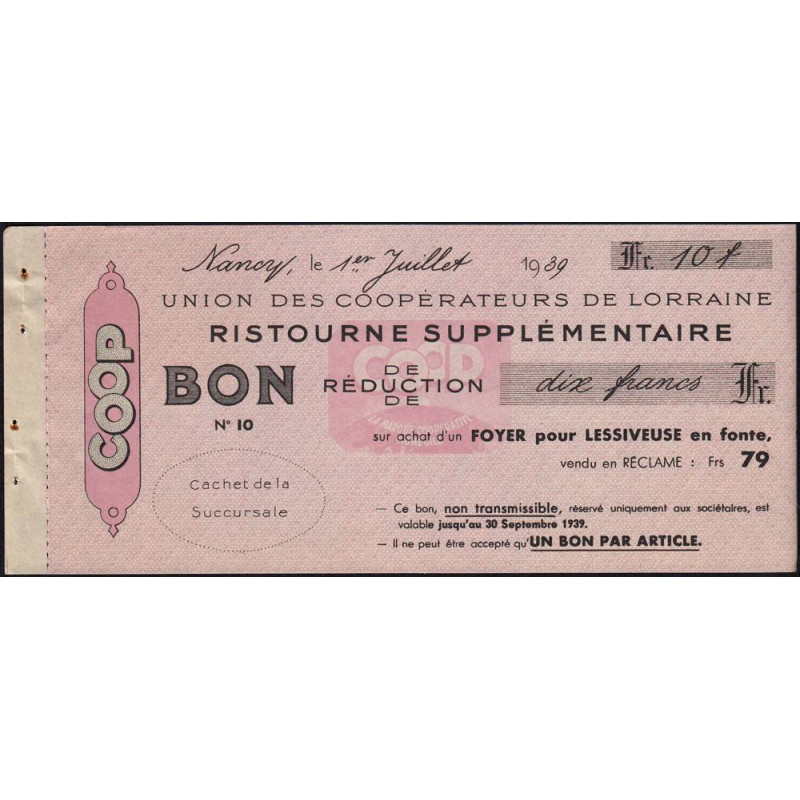 Nancy, le 1er Juillet 1939 Fr. 10 f
UNION DES COOPÉRATEURS DE LORRAINE
RISTOURNE SUPPLÉMENTAIRE
COOP
BON DE RÉDUCTION DE dix francs Fr.
N° 10
COOP
sur achat d'un FOYER pour LESSIVEUSE en fonte,
vendu en RÉCLAME : Frs 79
Cachet de la
Succursale
— Ce bon, non transmissible, réservé uniquement aux sociétaires, est
valable jusqu'au 30 Septembre 1939.
— Il ne peut être accepté qu'UN BON PAR ARTICLE.